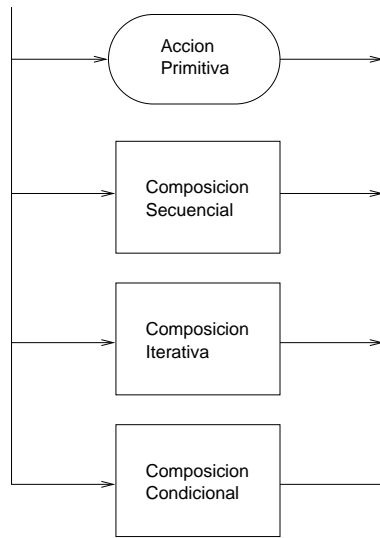 Accion
Primitiva
Composicion
Secuencial
Composicion
Iterativa
Composicion
Condicional